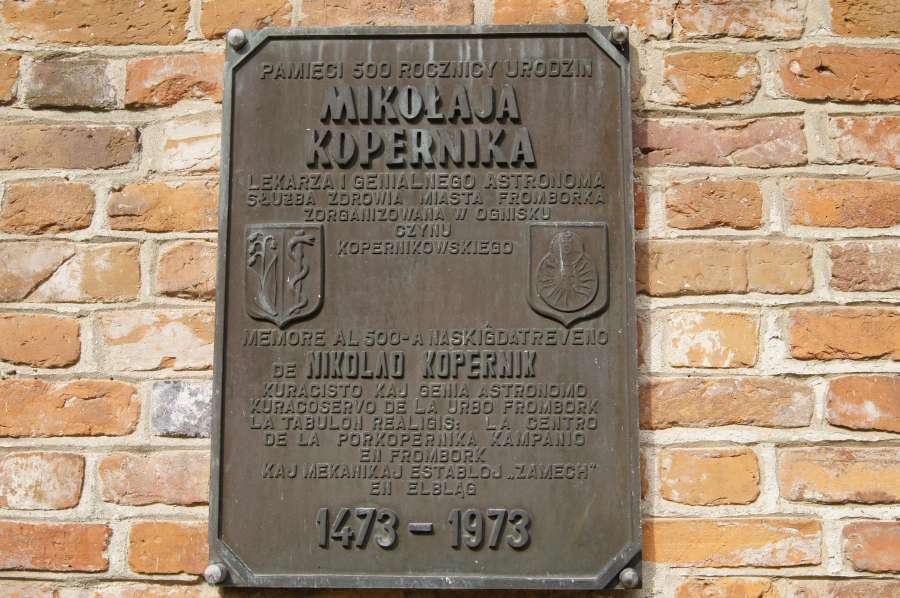 PAMIĘCI 500 ROCZNICY URODZIN
MIKOŁAJA
KOPERNIKA
LEKARZA I GENIALNEGO ASTRONOMA
SŁUŻBA ZDROWIA MIASTA FROMBORKA
ZORGANIZOWANA W OGNISKU
CZYNU
KOPERNIKOWSKIEGO
MEMORE AL 500-A NASKIĜDATREVENO
DE NIKOLAO KOPERNIK
KURACISTO KAJ GENIA ASTRONOMO
KURACOSERVO DE LA URBO FROMBORK
LA TABULON REALIGIS: LA CENTRO
DE LA PORKOPERNIKA KAMPANIO
EN FROMBORK
KAJ MEKANIKAJ ESTABLOJ „ZAMECH"
EN ELBLĄG
1473 – 1973